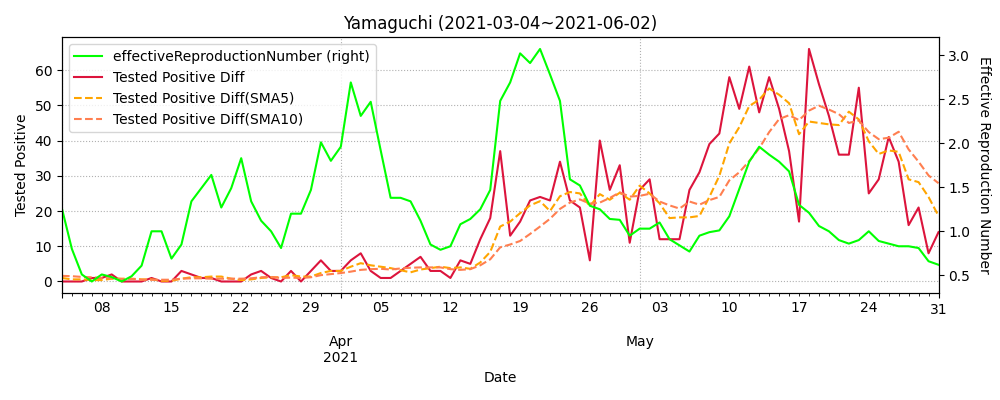 Yamaguchi (2021-03-04~2021-06-02)
effectiveReproductionNumber (right)
Tested Positive Diff
Tested Positive Diff(SMA5)
Tested Positive Diff(SMA10)
Tested Positive
60
50
40
30
20
10
0
3.0
2.5
2.0
1.5
1.0
0.5
Effective Reproduction Number
08 15 22 29 05 12 19 26 03 10 17 24 31
Apr May
2021
Date